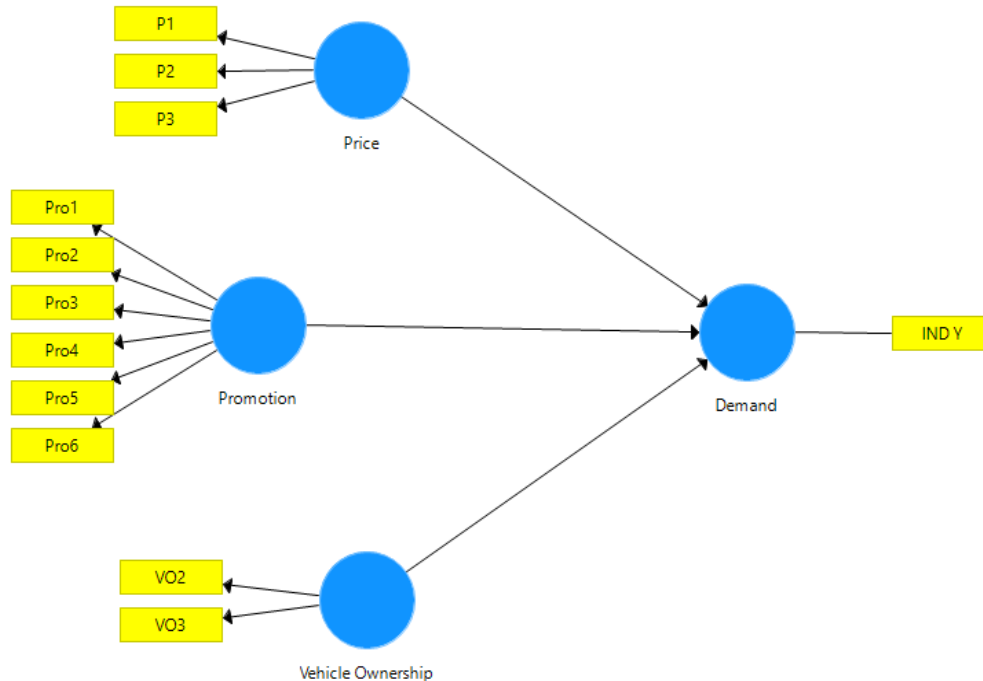 P1
P2
P3
Price
Pro1
Pro2
Pro3
Pro4
Pro5
Pro6
Promotion
IND Y
Demand
VO2
VO3
Vehicle Ownership